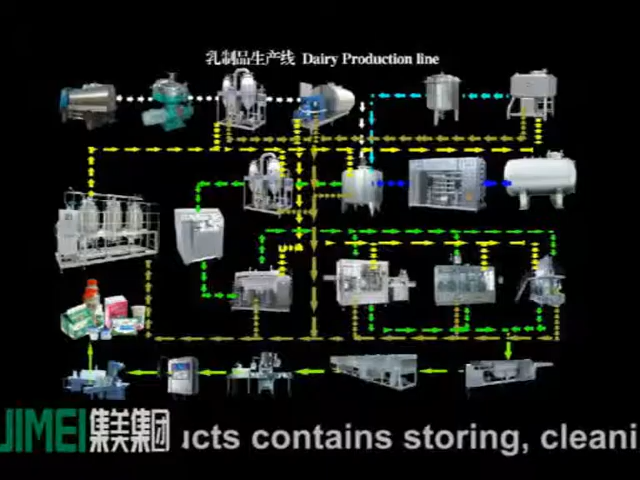 乳制品生产线 Dairy Production line
JIMEI 集美集团 ucts contains storing, cleani